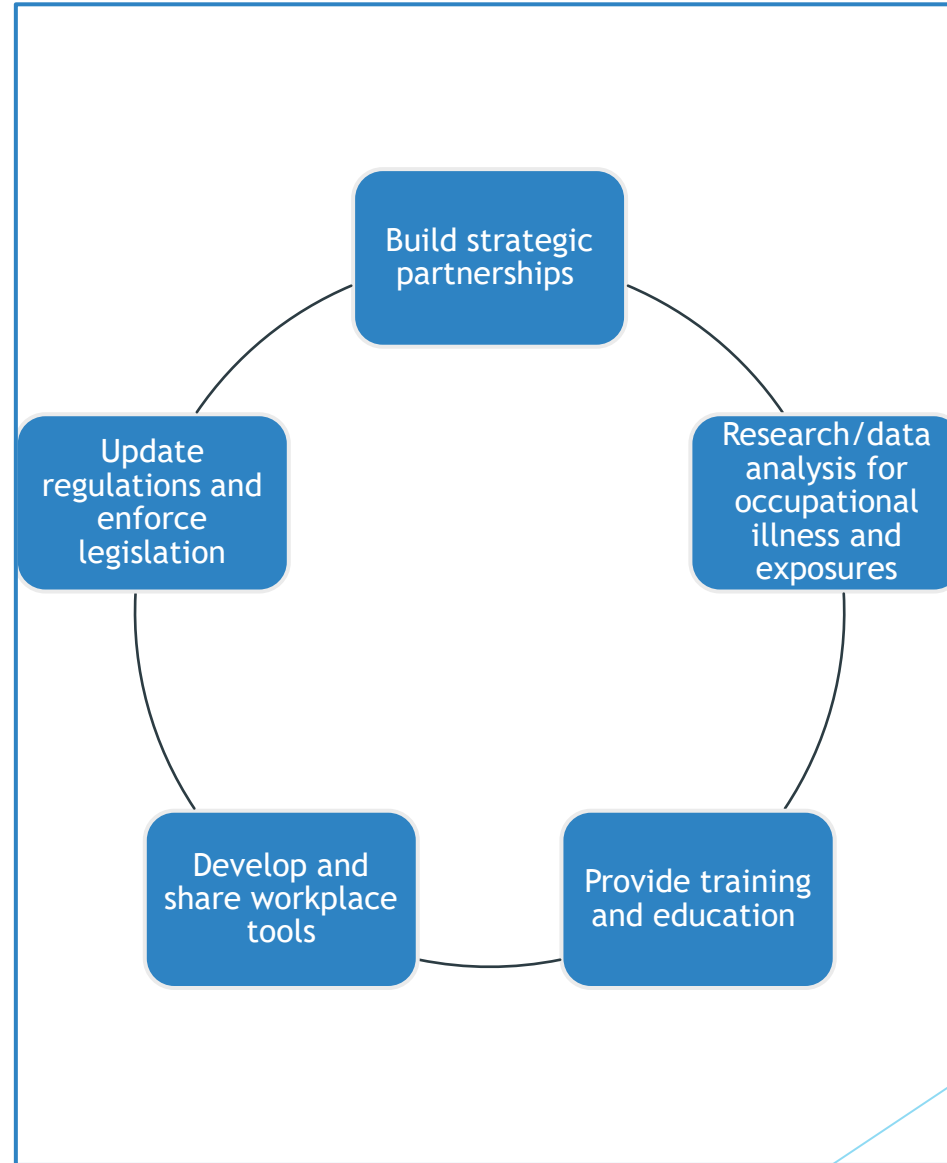 Build strategic
partnerships
Research/data
analysis for
occupational
illness and
exposures
Provide training
and education
Develop and
share workplace
tools
Update
regulations and
enforce
legislation